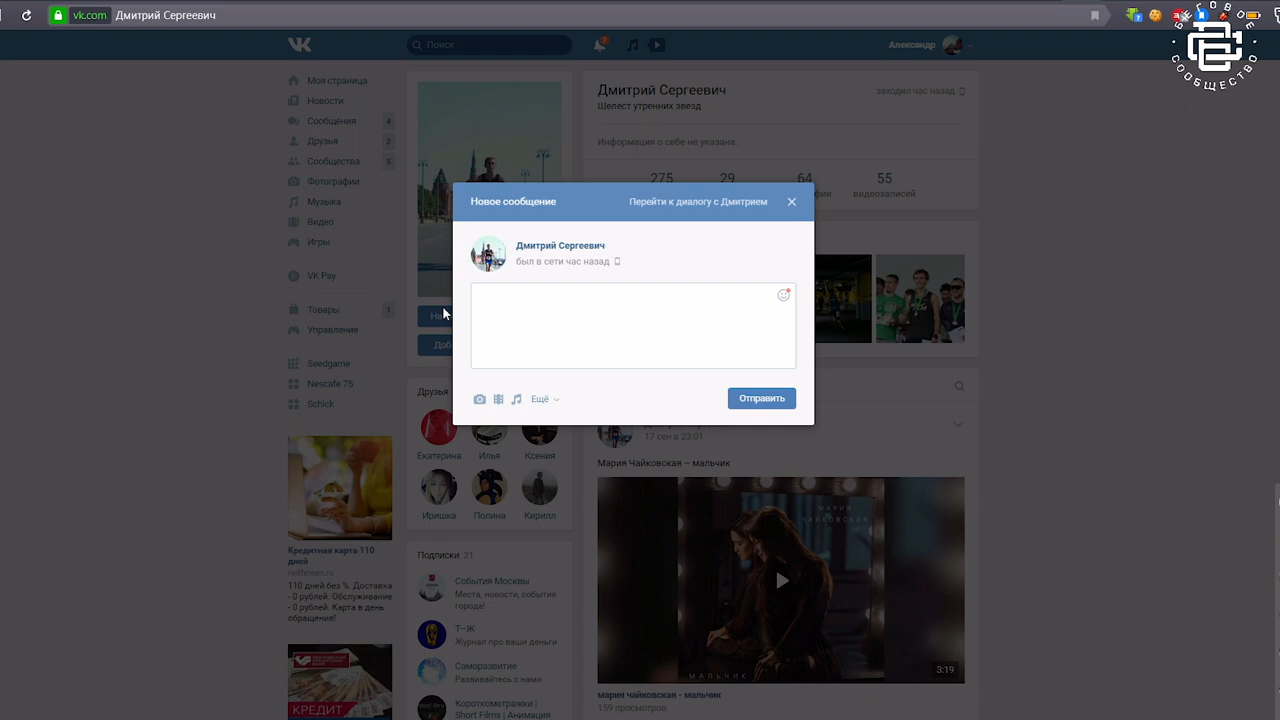 vk.com Дмитрий Сергеевич
БЕГОВОЕ СООБЩЕСТВО
Поиск
Александр
Моя страница
Новости
Сообщения 4
Друзья 2
Сообщества 5
Фотографии
Музыка
Видео
Игры
VK Pay
Товары 1
Управление
Seedgame
Nescafe 75
Schick
Кредитная карта 110
дней
raiffeisen.ru
110 дней без %. Доставка
- 0 рублей. Обслуживание
- 0 рублей. Карта в день
обращения!
КРЕДИТ
Дмитрий Сергеевич
заходил час назад
Шелест утренних звезд
Информация о себе не указана.
275 29 64 55
видеозаписей
Новое сообщение
Перейти к диалогу с Дмитрием
Дмитрий Сергеевич
был в сети час назад
Ещё
Отправить
Друзья
Екатерина Илья Ксения
Иришка Полина Кирилл
Подписки 21
События Москвы
Места, новости, события
города!
Т—Ж
Журнал про ваши деньги
Саморазвитие
Развивайтесь с нами
Короткометражки |
Short Films | Анимация
17 сен в 23:01
Мария Чайковская – мальчик
МАРИЯ
ЧАЙКОВСКАЯ
МАЛЬЧИК
3:19
мария чайковская - мальчик
159 просмотров